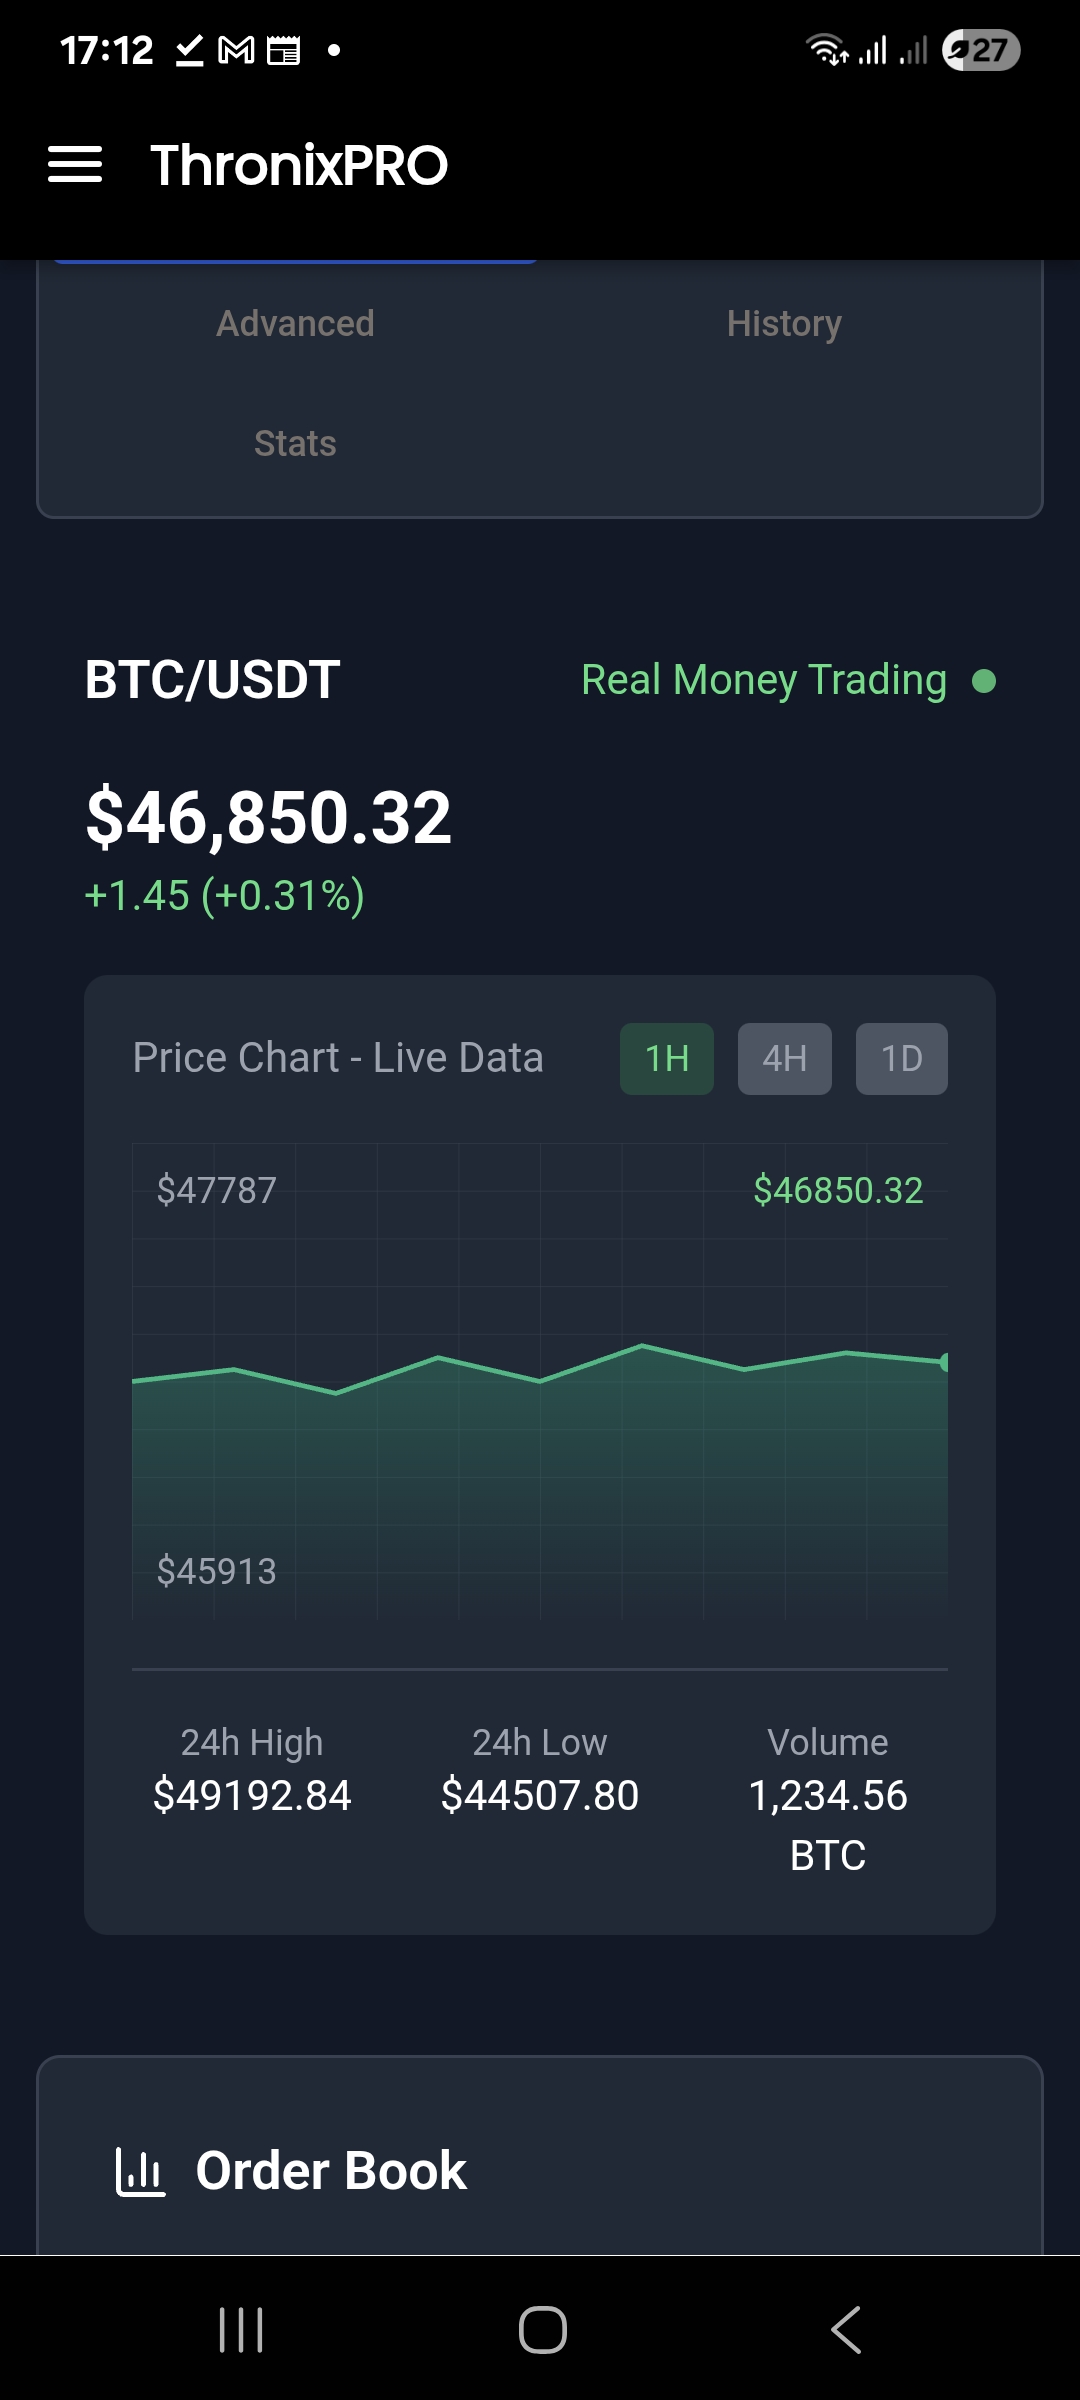 17:12
27
ThronixPRO
Advanced
History
Stats
BTC/USDT
Real Money Trading
$46,850.32
+1.45 (+0.31%)
Price Chart - Live Data
1H
4H
1D
$47787
$46850.32
$45913
24h High
24h Low
Volume
$49192.84
$44507.80
1,234.56
BTC
Order Book